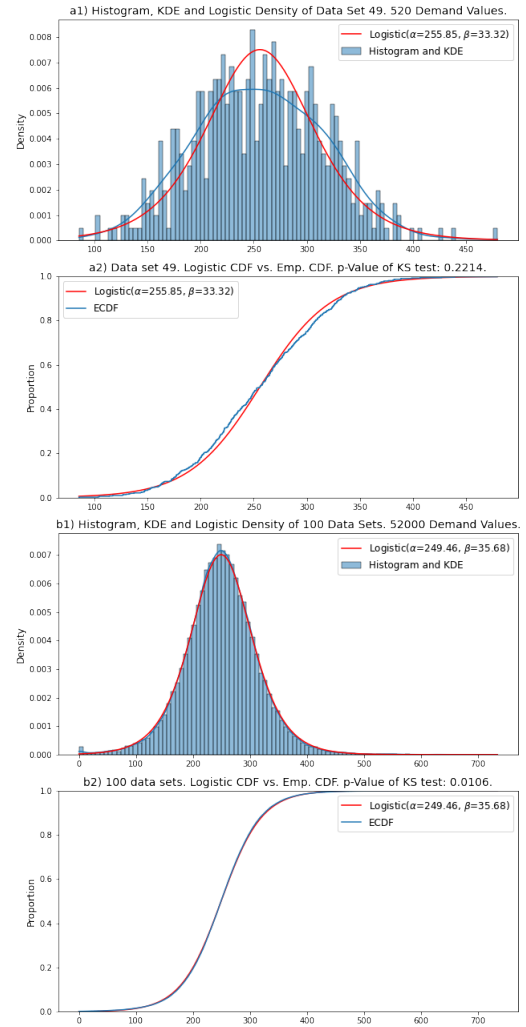 a1) Histogram, KDE and Logistic Density of Data Set 49. 520 Demand Values.
Logistic(α=255.85, β=33.32)
Histogram and KDE
Density
0.008
0.007
0.006
0.005
0.004
0.003
0.002
0.001
0.000
100 150 200 250 300 350 400 450
a2) Data set 49. Logistic CDF vs. Emp. CDF. p-Value of KS test: 0.2214.
Logistic(α=255.85, β=33.32)
ECDF
Proportion
1.0
0.8
0.6
0.4
0.2
0.0
100 150 200 250 300 350 400 450
b1) Histogram, KDE and Logistic Density of 100 Data Sets. 52000 Demand Values.
Logistic(α=249.46, β=35.68)
Histogram and KDE
Density
0.007
0.006
0.005
0.004
0.003
0.002
0.001
0.000
0 100 200 300 400 500 600 700
b2) 100 data sets. Logistic CDF vs. Emp. CDF. p-Value of KS test: 0.0106.
Logistic(α=249.46, β=35.68)
ECDF
Proportion
1.0
0.8
0.6
0.4
0.2
0.0
0 100 200 300 400 500 600 700